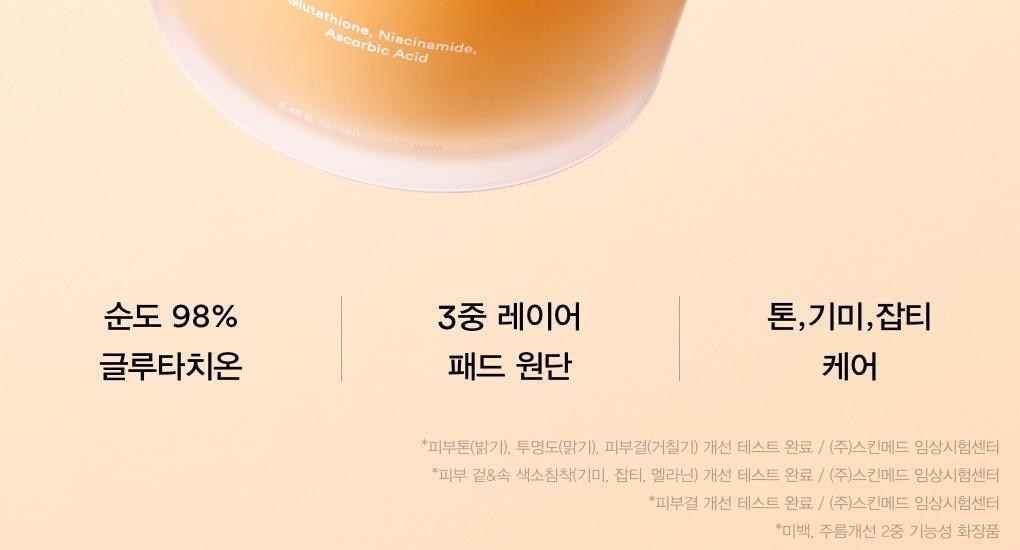 Glutathione, Niacinamide,
Ascorbic Acid
8.45 fl. oz. pads
순도 98%
글루타치온
3중 레이어
패드 원단
톤,기미,잡티
케어
*피부톤(밝기), 투명도(맑기), 피부결(거칠기) 개선 테스트 완료 / (주)스킨메드 임상시험센터
*피부 겉&속 색소침착(기미, 잡티, 멜라닌) 개선 테스트 완료 / (주)스킨메드 임상시험센터
*피부결 개선 테스트 완료 / (주)스킨메드 임상시험센터
*미백, 주름개선 2중 기능성 화장품